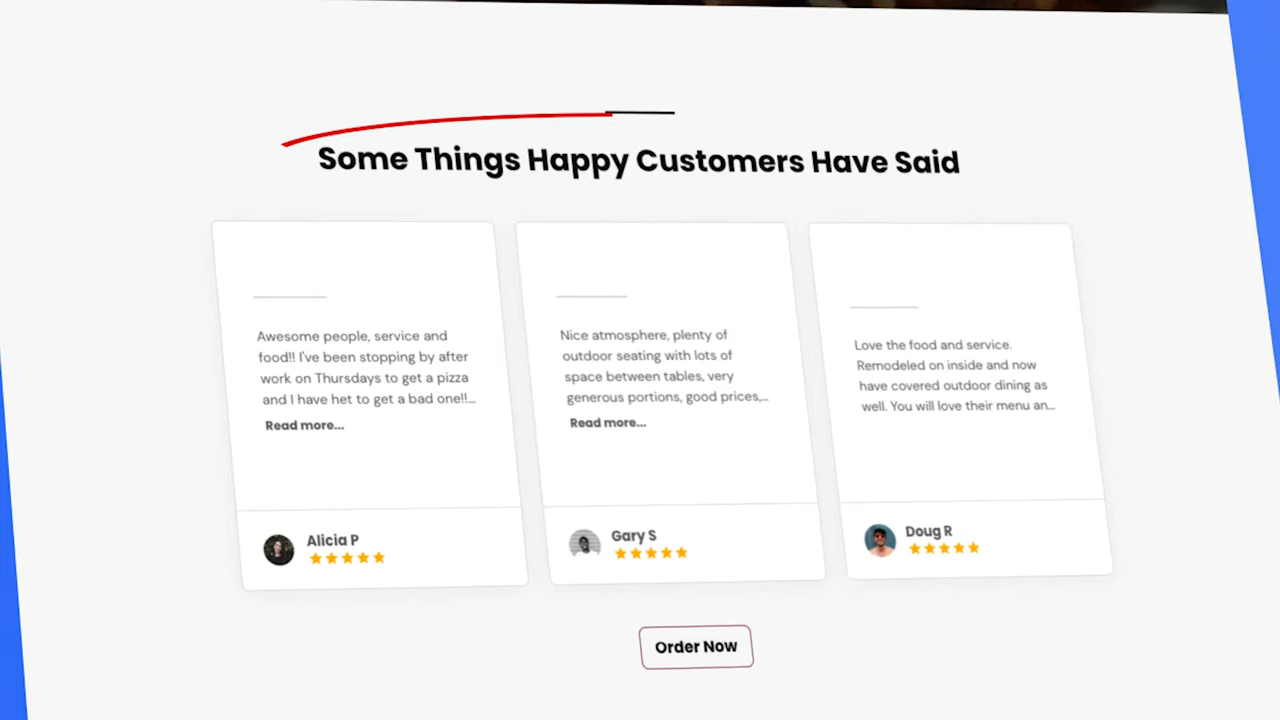 Some Things Happy Customers Have Said
Awesome people, service and
food!! I've been stopping by after
work on Thursdays to get a pizza
and I have het to get a bad one!!...
Read more...
Alicia P
Nice atmosphere, plenty of
outdoor seating with lots of
space between tables, very
generous portions, good prices,...
Read more...
Gary S
Love the food and service.
Remodeled on inside and now
have covered outdoor dining as
well. You will love their menu an...
Doug R
Order Now